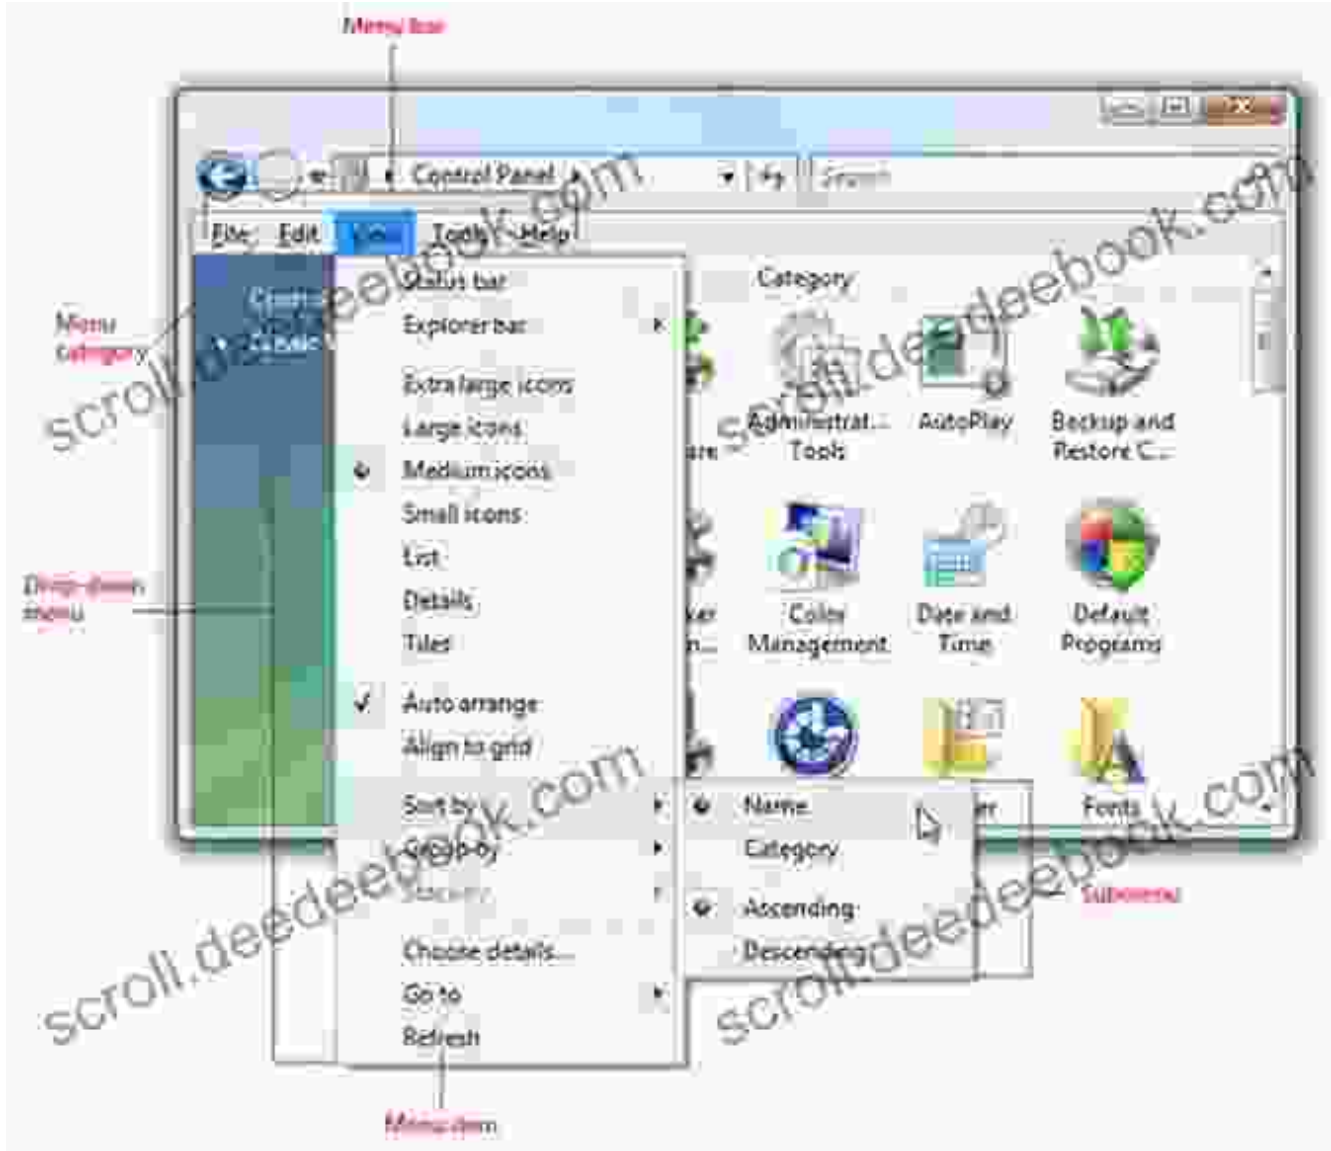 Menu bar
Control Panel
Search
File Edit View Tools Help
Menu
category
Status bar
Explorer bar
Extra large icons
Large icons
Medium icons
Small icons
List
Details
Tiles
Auto arrange
Align to grid
Sort by
Group by
Choose details...
Go to
Refresh
Category
Administrat...
Tools
AutoPlay
Backup and
Restore C...
Color
Management
Date and
Time
Default
Programs
Fonts
Name
Category
Ascending
Descending
Drop-down
menu
Submenu
Menu item
scroll.deedeebook.com
scroll.deedeebook.com
scroll.deedeebook.com
scroll.deedeebook.com